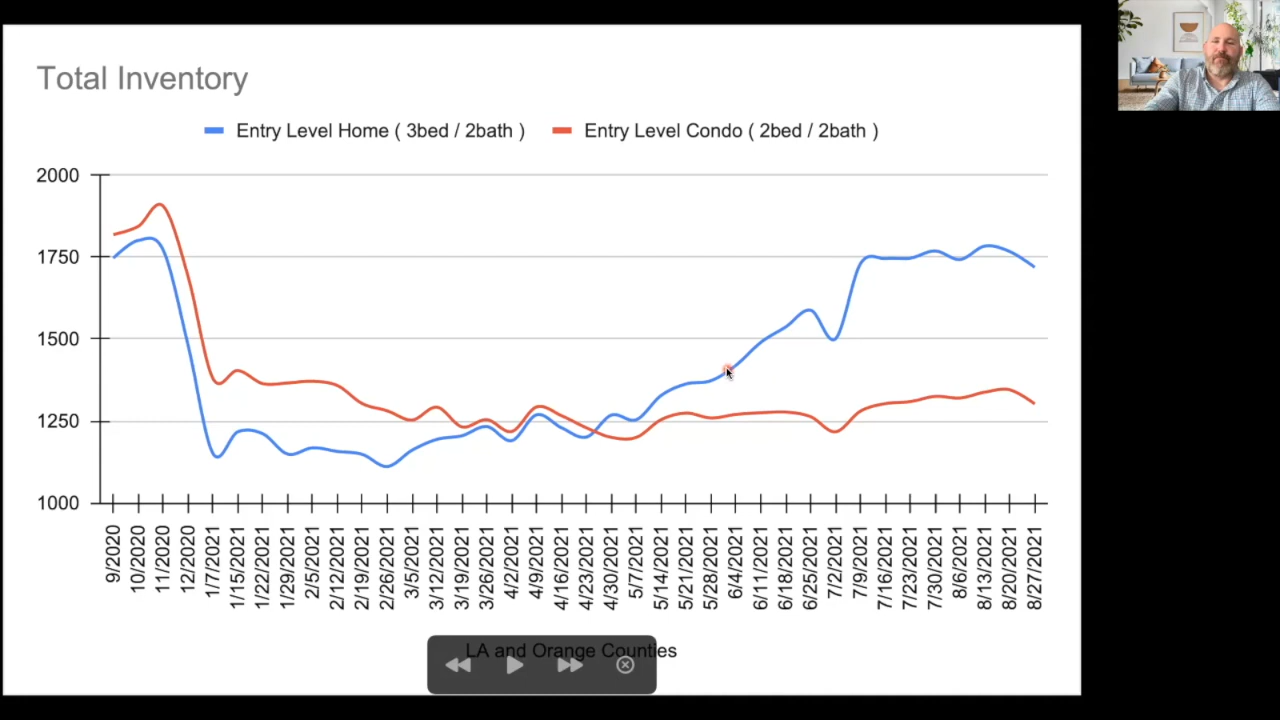 Total Inventory
Entry Level Home ( 3bed / 2bath ) Entry Level Condo ( 2bed / 2bath )
2000
1750
1500
1250
1000
9/2020 10/2020 11/2020 12/2020 1/7/2021 1/15/2021 1/22/2021 1/29/2021 2/5/2021 2/12/2021 2/19/2021 2/26/2021 3/5/2021 3/12/2021 3/19/2021 3/26/2021 4/2/2021 4/9/2021 4/16/2021 4/23/2021 4/30/2021 5/7/2021 5/14/2021 5/21/2021 5/28/2021 6/4/2021 6/11/2021 6/18/2021 6/25/2021 7/2/2021 7/9/2021 7/16/2021 7/23/2021 7/30/2021 8/6/2021 8/13/2021 8/20/2021 8/27/2021
LA and Orange Counties